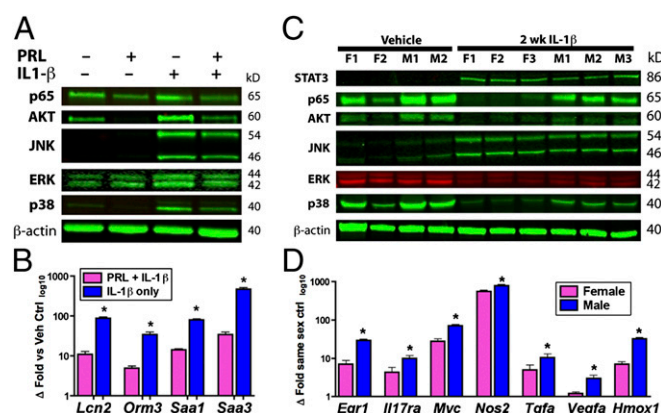 A
PRL – + – +
IL1-β – – + + kD
p65 65
AKT 60
JNK 54
46
ERK 44
42
p38 40
β-actin 40
B
PRL + IL-1β
IL-1β only
Δ Fold vs Veh Ctrl log10
1000
100
10
1
* * * *
Lcn2 Orm3 Saa1 Saa3
C
Vehicle 2 wk IL-1β
F1 F2 M1 M2 F1 F2 F3 M1 M2 M3 kD
STAT3 86
p65 65
AKT 60
JNK 54
46
ERK 44
42
p38 40
β-actin 40
D
Female
Male
Δ Fold same sex ctrl log10
1000
100
10
1
* * * * * * *
Egr1 Il17ra Myc Nos2 Tgfa Vegfa Hmox1